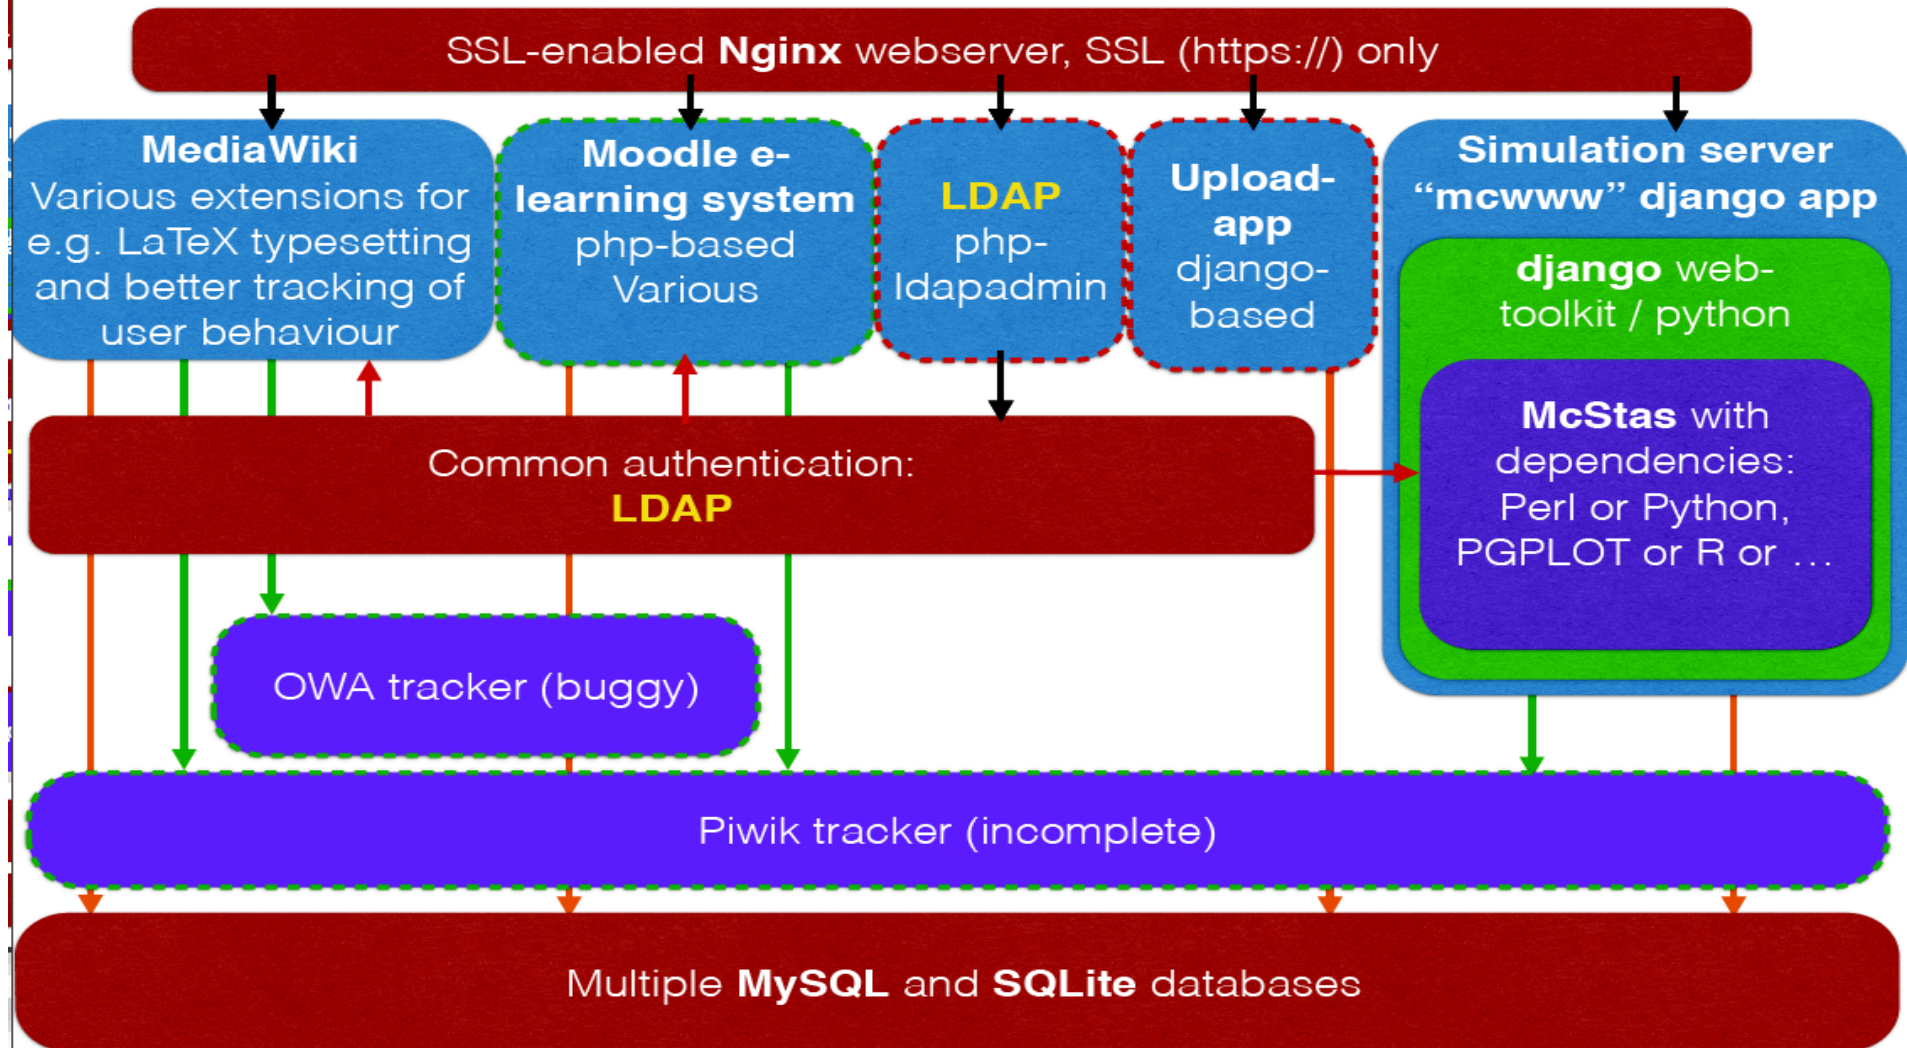 SSL-enabled Nginx webserver, SSL (https://) only
MediaWiki
Various extensions for
e.g. LaTeX typesetting
and better tracking of
user behaviour
Moodle e-
learning system
php-based
Various
LDAP
php-
ldapadmin
Upload-
app
django-
based
Simulation server
“mcwww” django app
django web-
toolkit / python
McStas with
dependencies:
Perl or Python,
PGPLOT or R or …
Common authentication:
LDAP
OWA tracker (buggy)
Piwik tracker (incomplete)
Multiple MySQL and SQLite databases